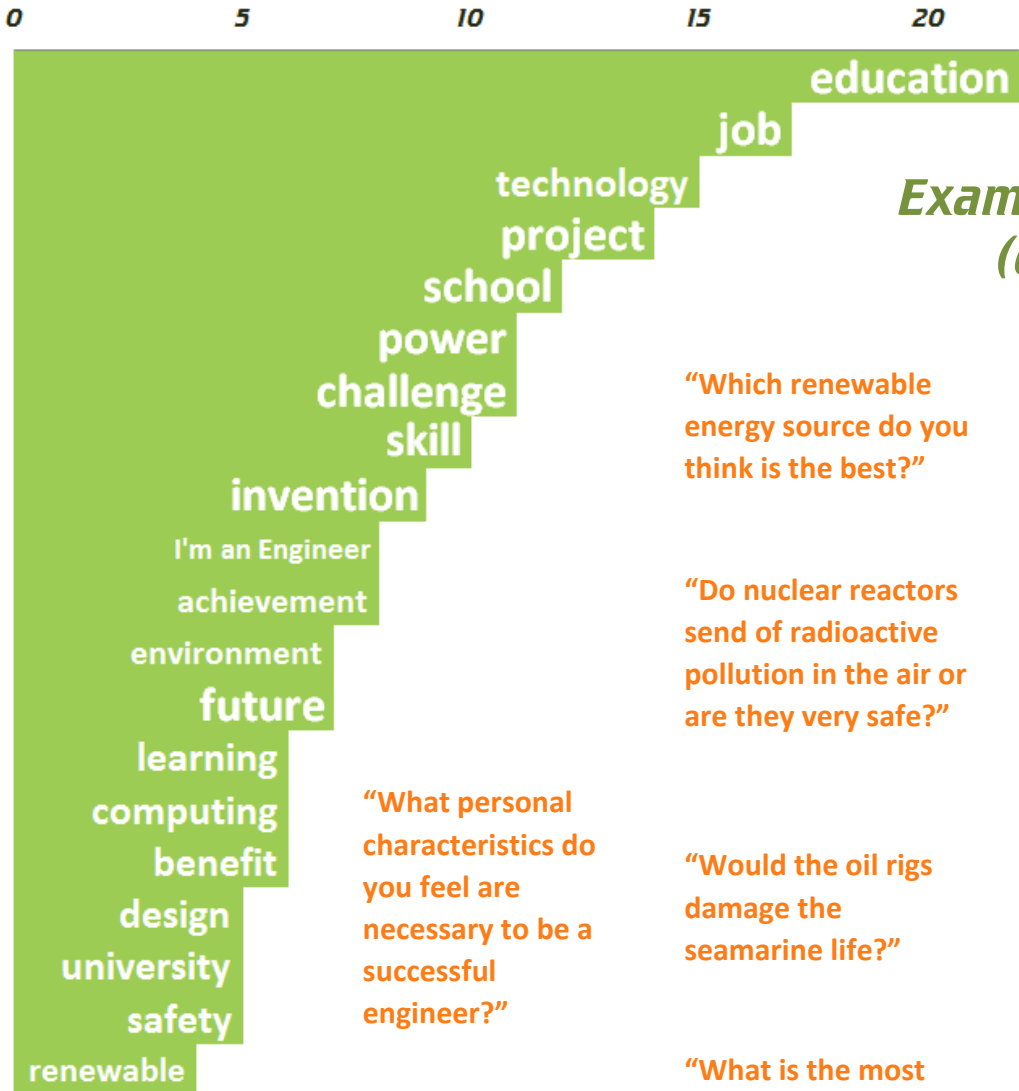 0 5 10 15 20
education
job
technology
project
school
power
challenge
skill
invention
I'm an Engineer
achievement
environment
future
learning
computing
benefit
design
university
safety
renewable
Exam
(
“Which renewable
energy source do you
think is the best?”
“Do nuclear reactors
send of radioactive
pollution in the air or
are they very safe?”
“What personal
characteristics do
you feel are
necessary to be a
successful
engineer?”
“Would the oil rigs
damage the
seamarine life?”
“What is the most